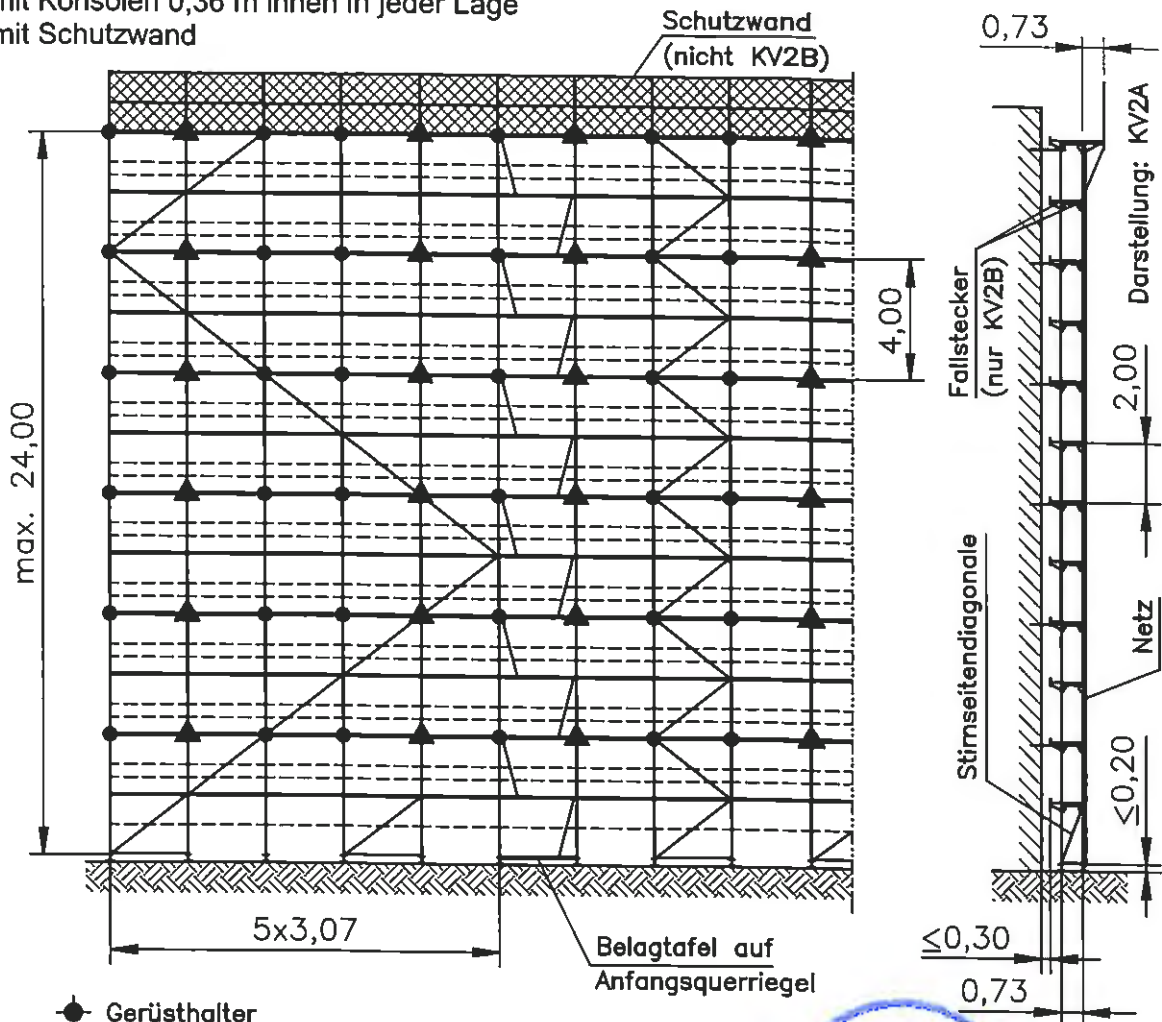 mit Konsolen 0,36 m innen in jeder Lage
mit Schutzwand
Schutzwand
(nicht KV2B)
0,73
max. 24,00
4,00
Fallstecker
(nur KV2B)
Darstellung: KV2A
2,00
Stirnseitendiagonale
Netz
≤0,20
5x3,07
Belagtafel auf
Anfangsquerriegel
≤0,30
0,73
Gerüsthalter